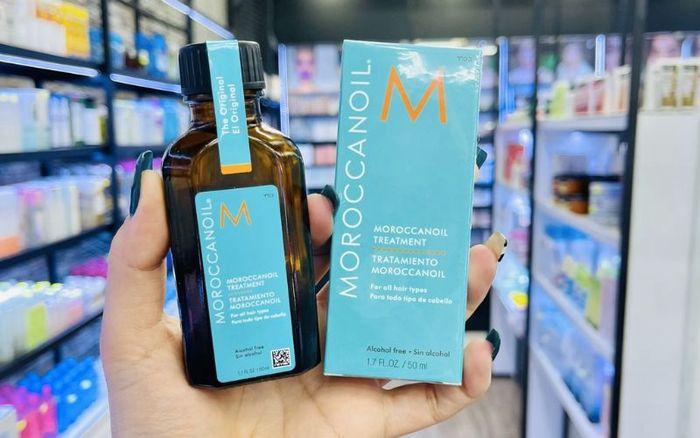 The Original
El Original
MOROCCANOIL®
M
MOROCCANOIL
TREATMENT
TRATAMIENTO
MOROCCANOIL
For all hair types
Para todo tipo de cabello
Alcohol free
Sin alcohol
MOROCCANOIL®
M
MOROCCANOIL
TREATMENT
TRATAMIENTO
MOROCCANOIL
For all hair types
Para todo tipo de cabello
Alcohol free • Sin alcohol
1.7 FL.OZ. / 50 ml